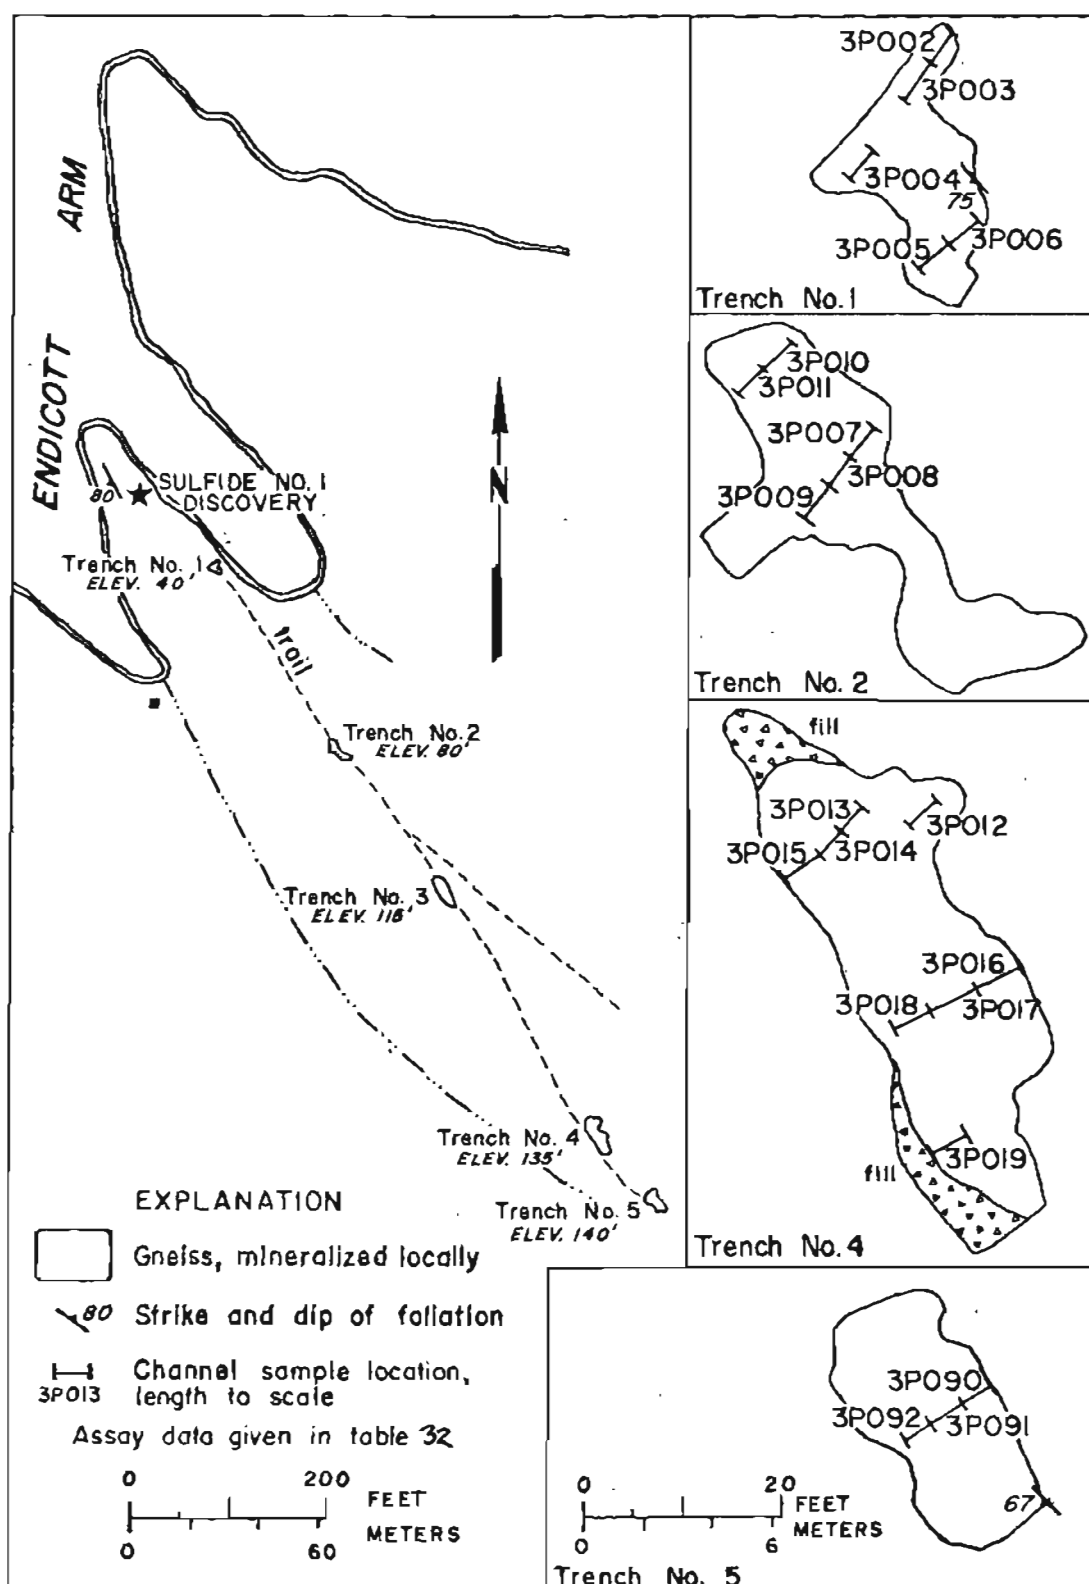 ENDICOTT ARM
SULFIDE NO. 1
DISCOVERY
80
Trench No. 1
ELEV. 40'
N
trail
Trench No. 2
ELEV. 80'
Trench No. 3
ELEV. 118'
Trench No. 4
ELEV. 135'
Trench No. 5
ELEV. 140'
EXPLANATION
Gneiss, mineralized locally
80 Strike and dip of foliation
3P013 Channel sample location,
length to scale
Assay data given in table 32
0 200
FEET
METERS
0 60
3P002
3P003
3P004
75
3P005
3P006
Trench No. 1
3P010
3P011
3P007
3P008
3P009
Trench No. 2
fill
3P013
3P012
3P015
3P014
3P016
3P018
3P017
3P019
fill
Trench No. 4
3P090
3P092
3P091
67
0 20
FEET
METERS
0 6
Trench No. 5